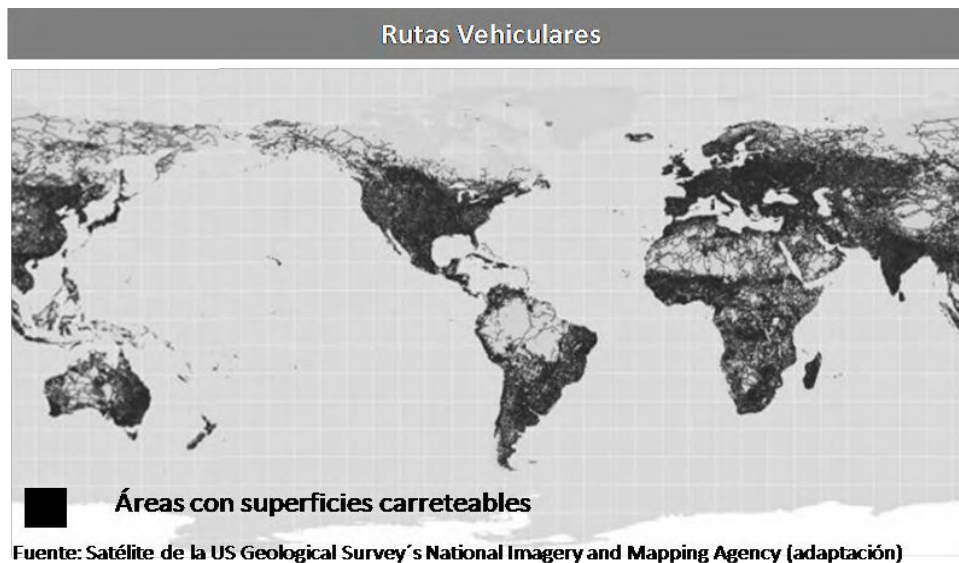 Rutas Vehiculares
Áreas con superficies carreteables
Fuente: Satélite de la US Geological Survey´s National Imagery and Mapping Agency (adaptación)